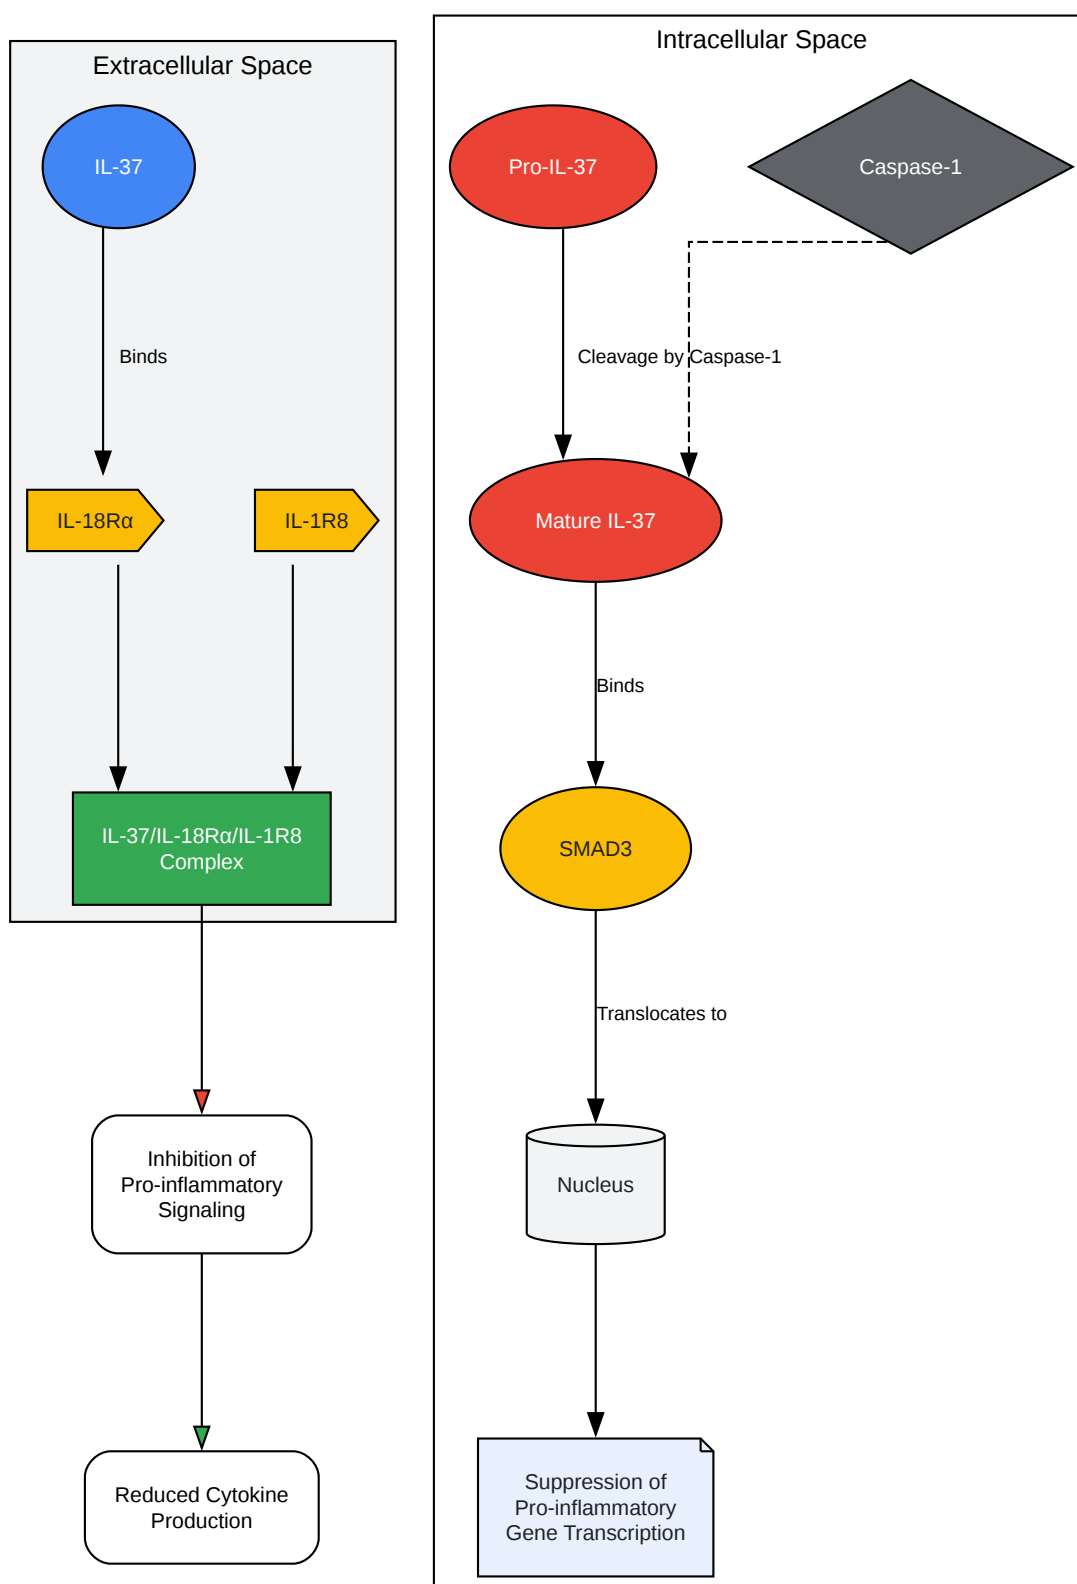 Extracellular Space
IL-37
Binds
IL-18Rα
IL-1R8
IL-37/IL-18Rα/IL-1R8
Complex
Inhibition of
Pro-inflammatory
Signaling
Reduced Cytokine
Production
Intracellular Space
Pro-IL-37
Caspase-1
Cleavage by Caspase-1
Mature IL-37
Binds
SMAD3
Translocates to
Nucleus
Suppression of
Pro-inflammatory
Gene Transcription